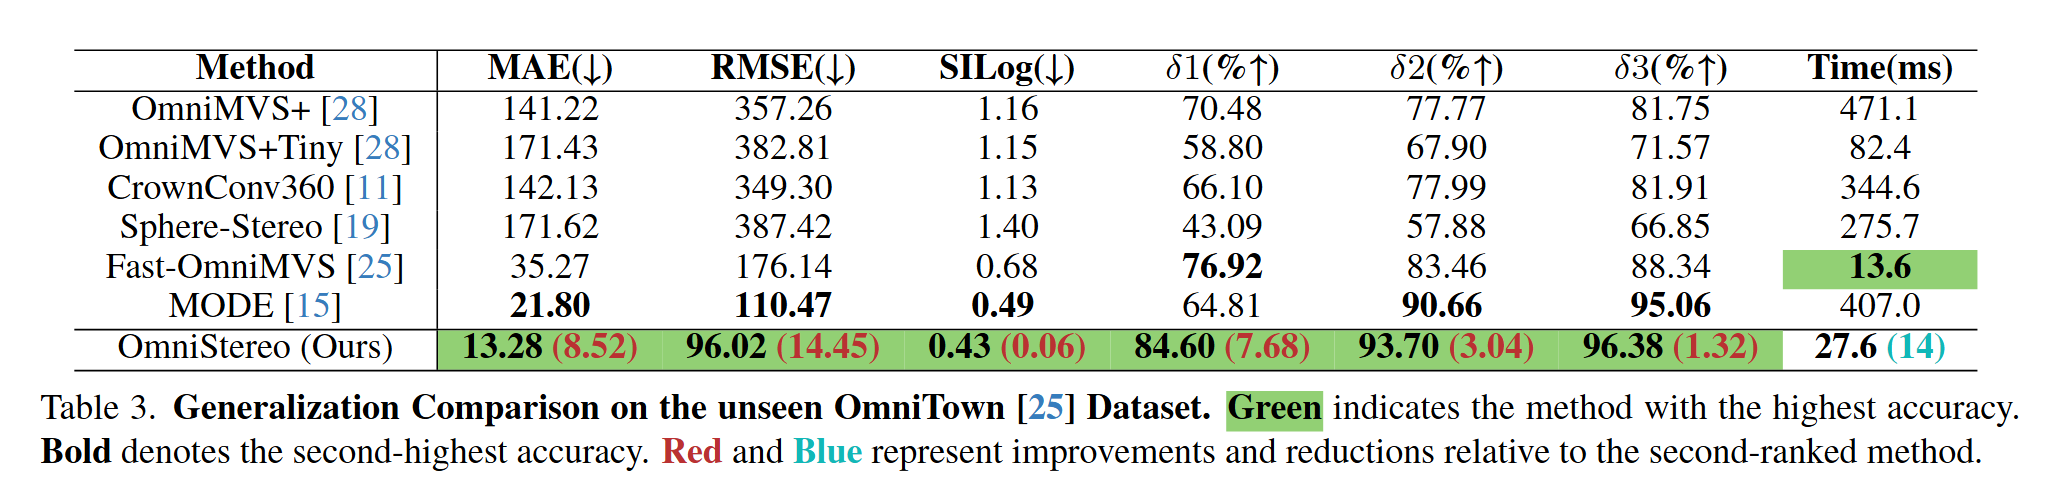 Method MAE(↓) RMSE(↓) SILog(↓) δ1(%↑) δ2(%↑) δ3(%↑) Time(ms)
OmniMVS+ [28] 141.22 357.26 1.16 70.48 77.77 81.75 471.1
OmniMVS+Tiny [28] 171.43 382.81 1.15 58.80 67.90 71.57 82.4
CrownConv360 [11] 142.13 349.30 1.13 66.10 77.99 81.91 344.6
Sphere-Stereo [19] 171.62 387.42 1.40 43.09 57.88 66.85 275.7
Fast-OmniMVS [25] 35.27 176.14 0.68 76.92 83.46 88.34 13.6
MODE [15] 21.80 110.47 0.49 64.81 90.66 95.06 407.0
OmniStereo (Ours) 13.28 (8.52) 96.02 (14.45) 0.43 (0.06) 84.60 (7.68) 93.70 (3.04) 96.38 (1.32) 27.6 (14)
Table 3. Generalization Comparison on the unseen OmniTown [25] Dataset. Green indicates the method with the highest accuracy.
Bold denotes the second-highest accuracy. Red and Blue represent improvements and reductions relative to the second-ranked method.